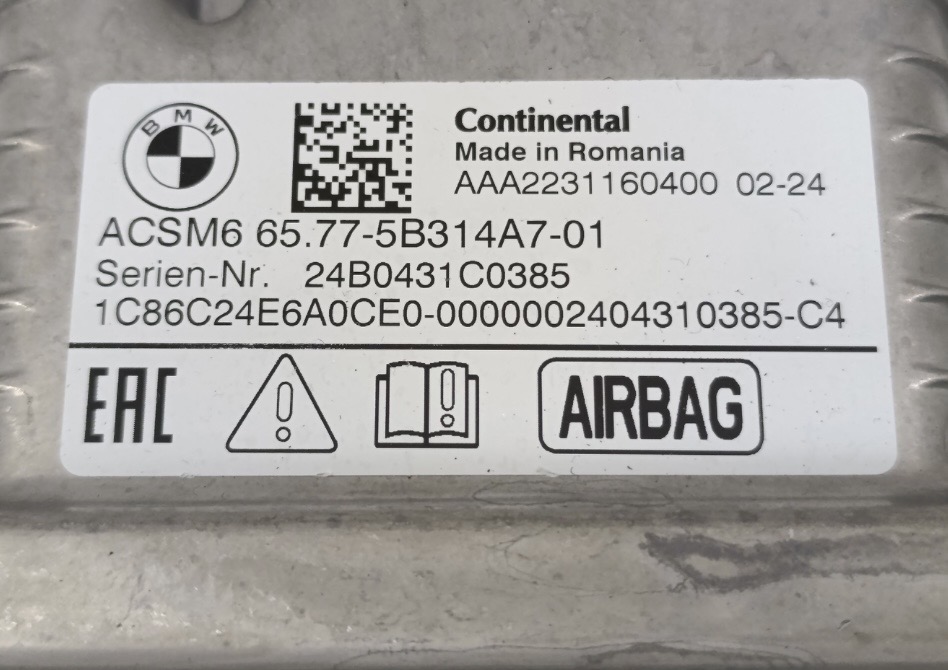 BMW
Continental
Made in Romania
AAA2231160400 02-24
ACSM6 65.77-5B314A7-01
Serien-Nr. 24B0431C0385
1C86C24E6A0CE0-0000002404310385-C4
EAC
AIRBAG